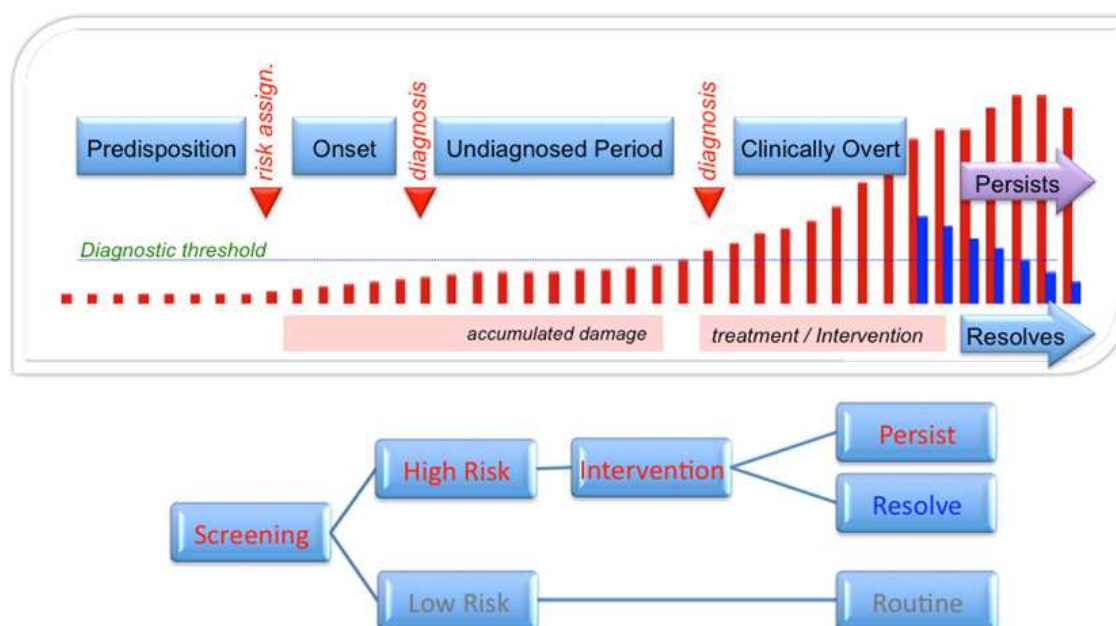 risk assign.
diagnosis
diagnosis
Predisposition
Onset
Undiagnosed Period
Clinically Overt
Persists
Diagnostic threshold
accumulated damage
treatment / Intervention
Resolves
Persist
High Risk
Intervention
Resolve
Screening
Low Risk
Routine